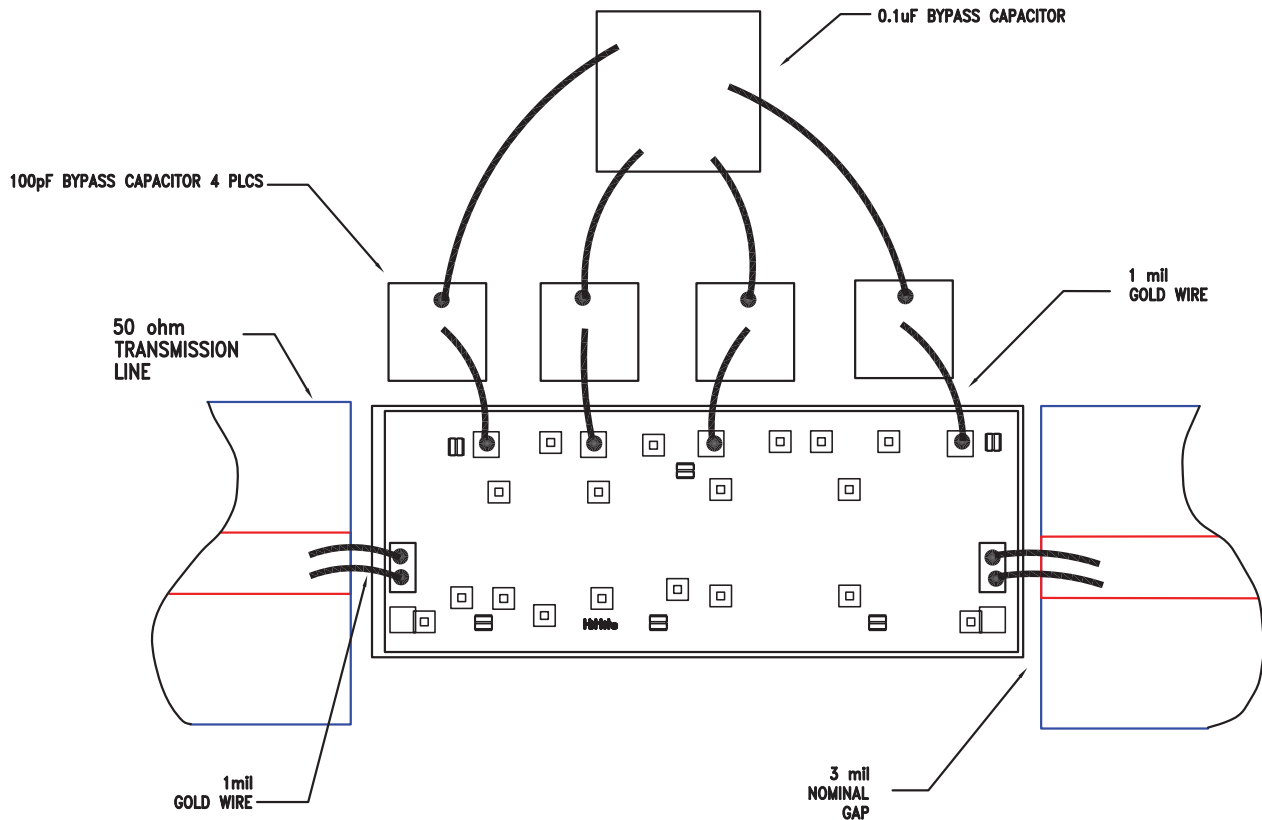 0.1uF BYPASS CAPACITOR
100pF BYPASS CAPACITOR 4 PLCS
1 mil
GOLD WIRE
50 ohm
TRANSMISSION
LINE
1mil
GOLD WIRE
3 mil
NOMINAL
GAP